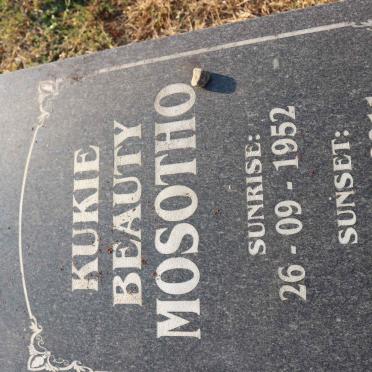 KUKIE
BEAUTY
MOSOTHO
SUNRISE:
26 - 09 - 1952
SUNSET: